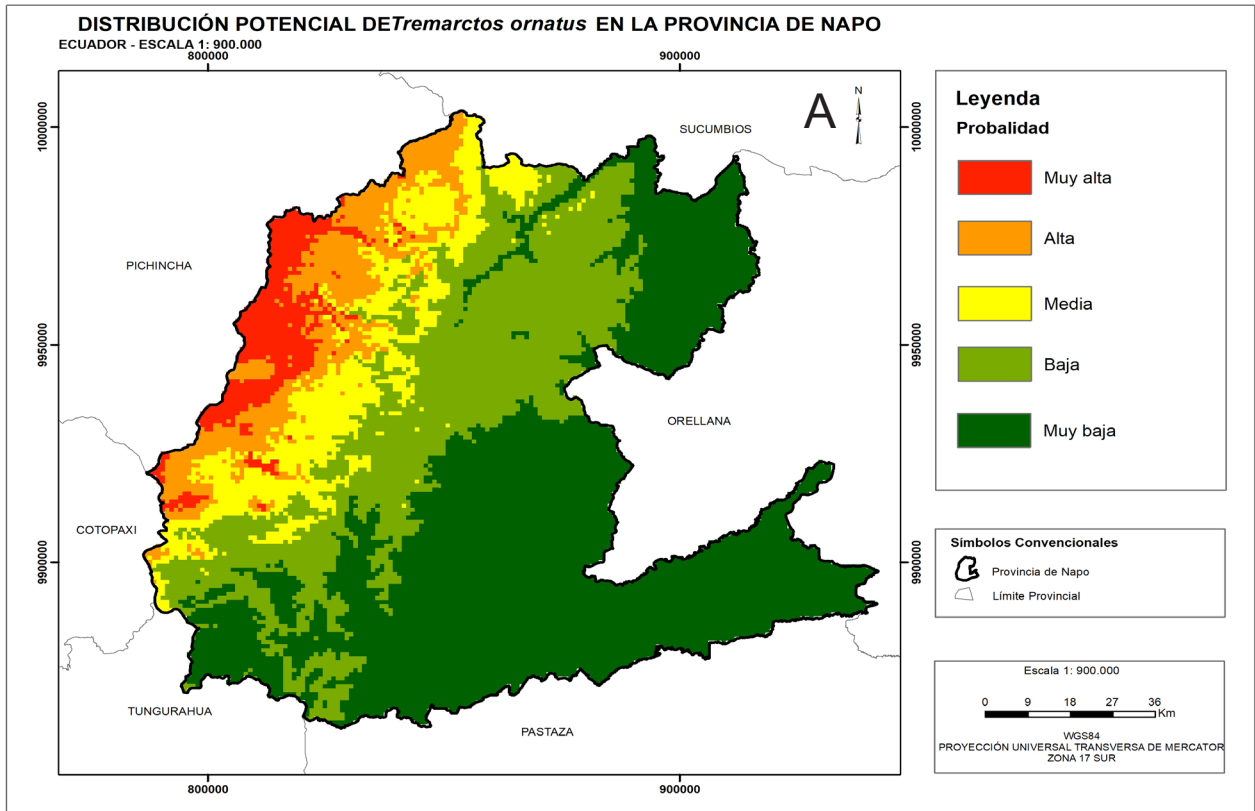 DISTRIBUCIÓN POTENCIAL DE Tremarctos ornatus EN LA PROVINCIA DE NAPO
ECUADOR - ESCALA 1: 900.000
800000
900000
10000000
10000000
9950000
9950000
9900000
9900000
800000
900000
A
N
SUCUMBIOS
PICHINCHA
ORELLANA
COTOPAXI
TUNGURAHUA
PASTAZA
Leyenda
Probalidad
Muy alta
Alta
Media
Baja
Muy baja
Símbolos Convencionales
Provincia de Napo
Límite Provincial
Escala 1: 900.000
0 9 18 27 36
Km
WGS84
PROYECCIÓN UNIVERSAL TRANSVERSA DE MERCATOR
ZONA 17 SUR